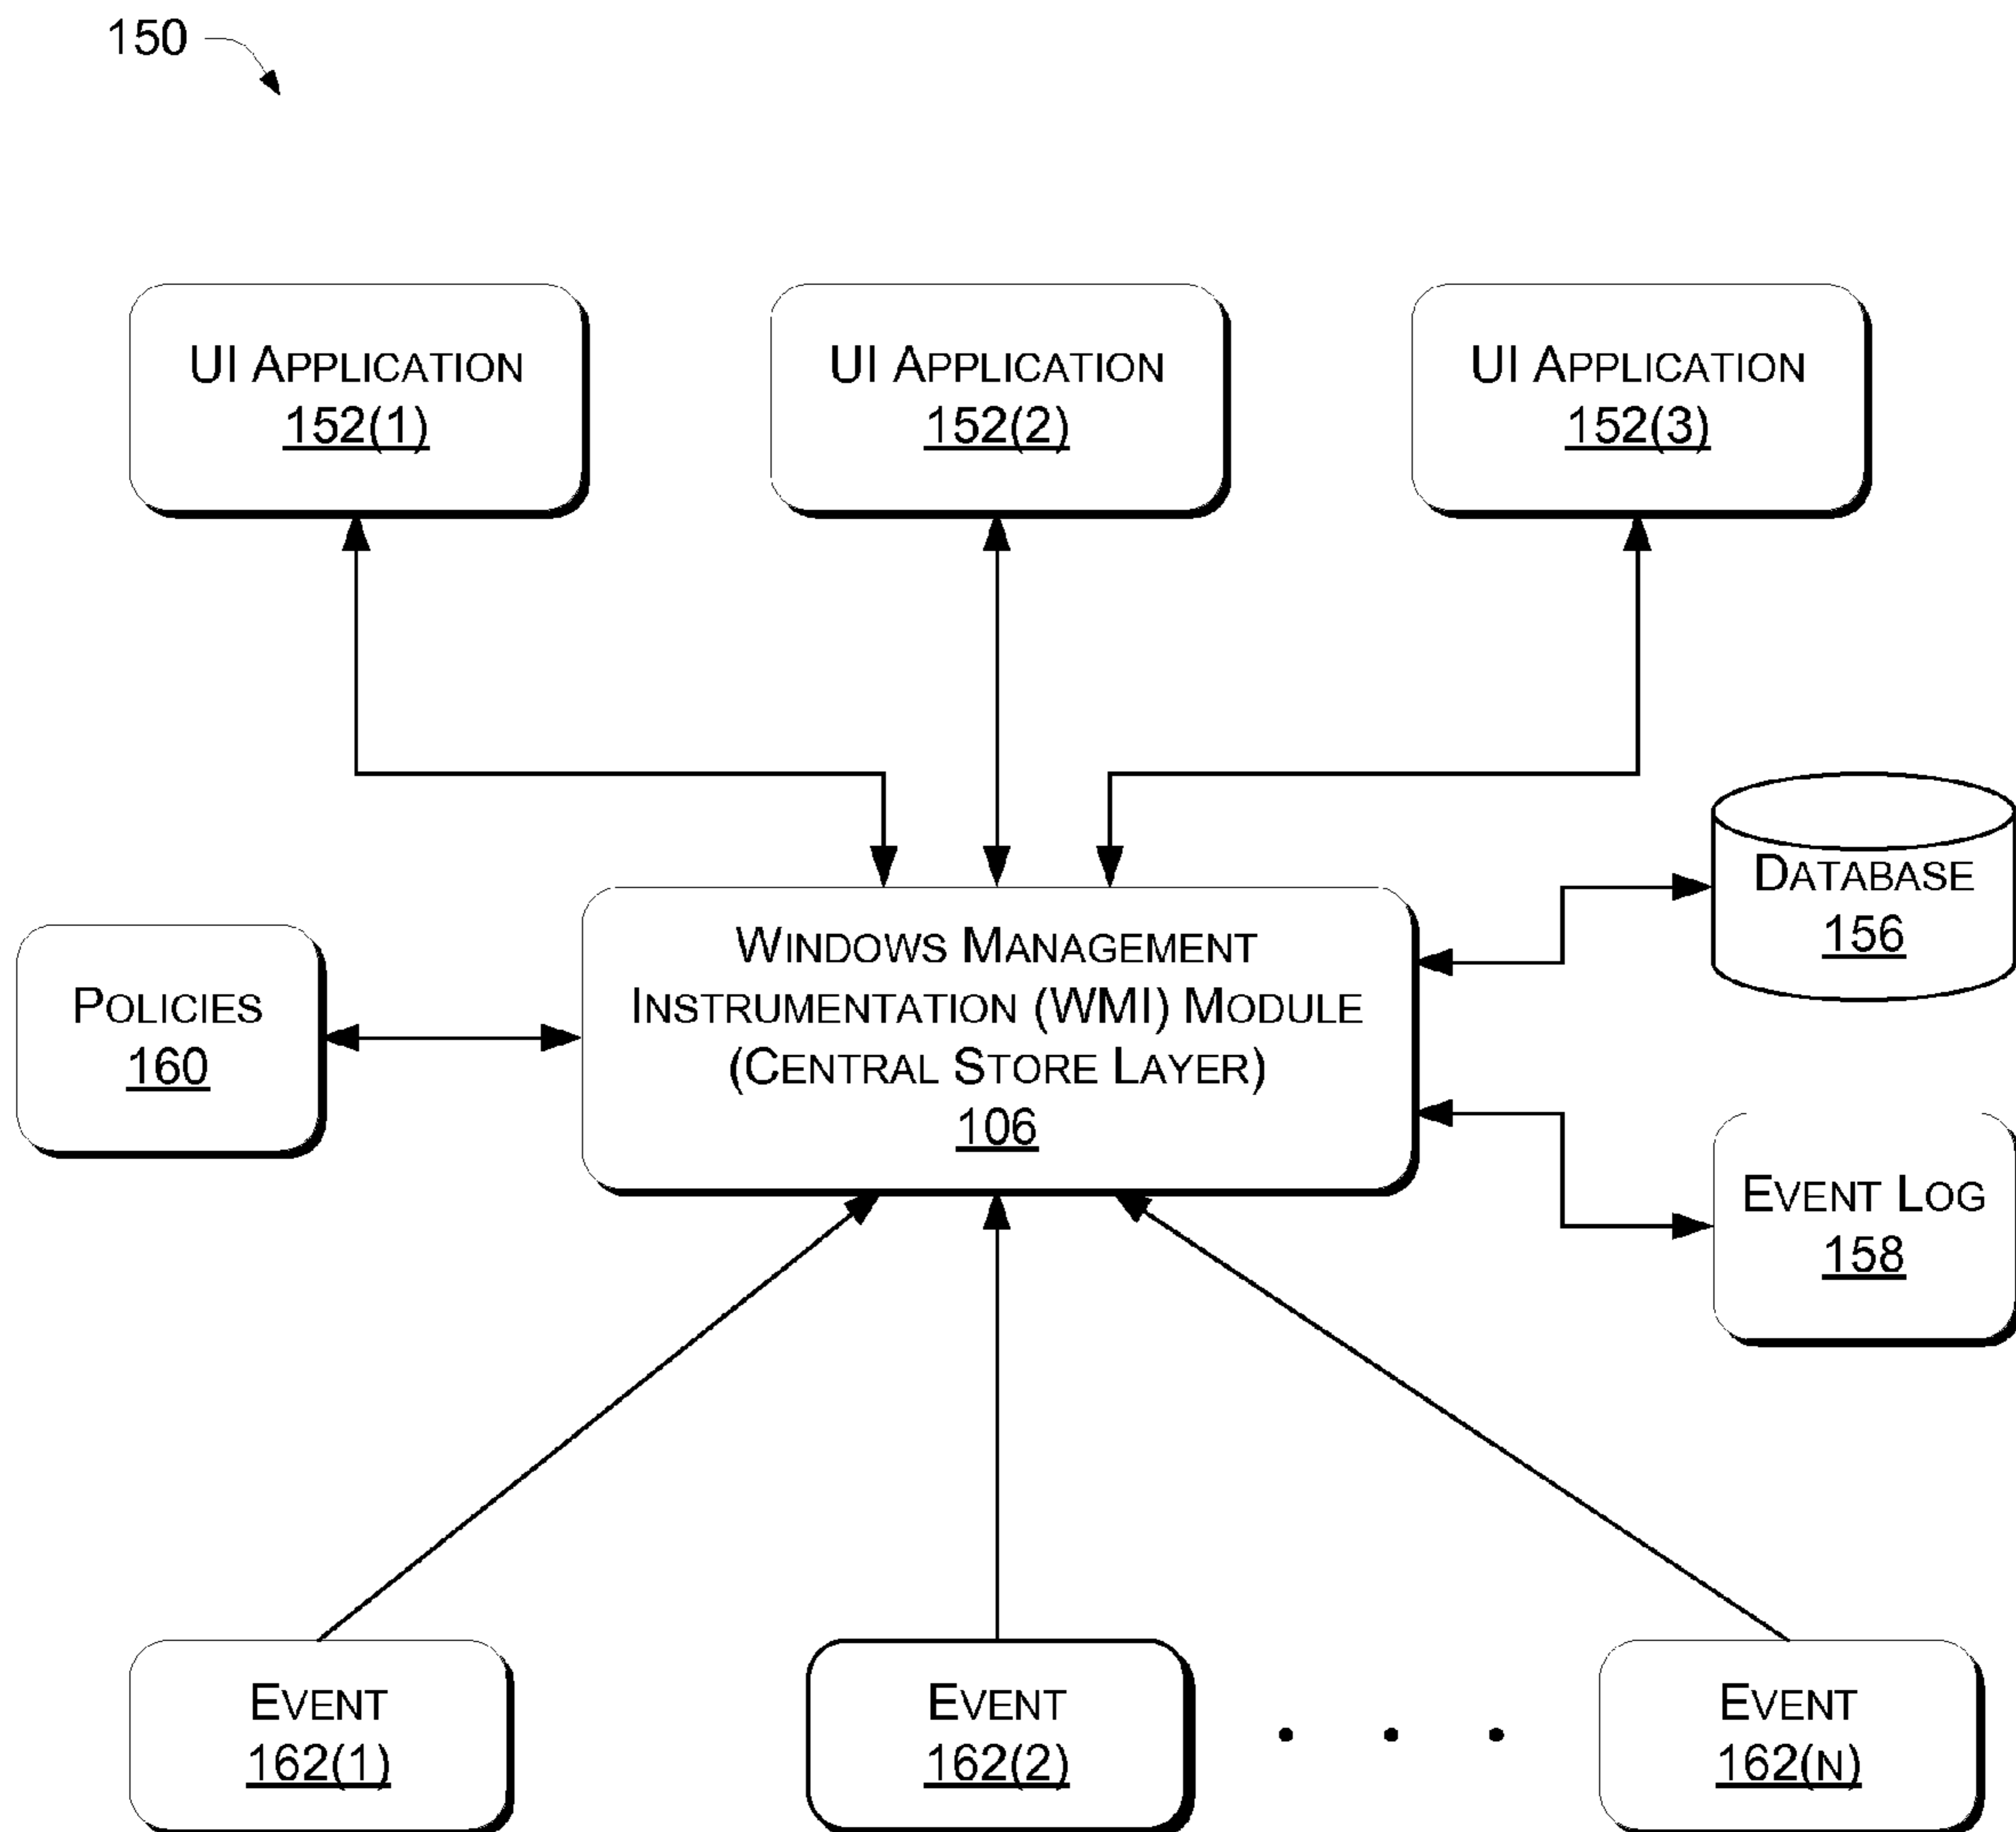 150
UI APPLICATION
152(1)
UI APPLICATION
152(2)
UI APPLICATION
152(3)
DATABASE
156
WINDOWS MANAGEMENT
INSTRUMENTATION (WMI) MODULE
(CENTRAL STORE LAYER)
106
POLICIES
160
EVENT LOG
158
EVENT
162(1)
EVENT
162(2)
. . .
EVENT
162(N)